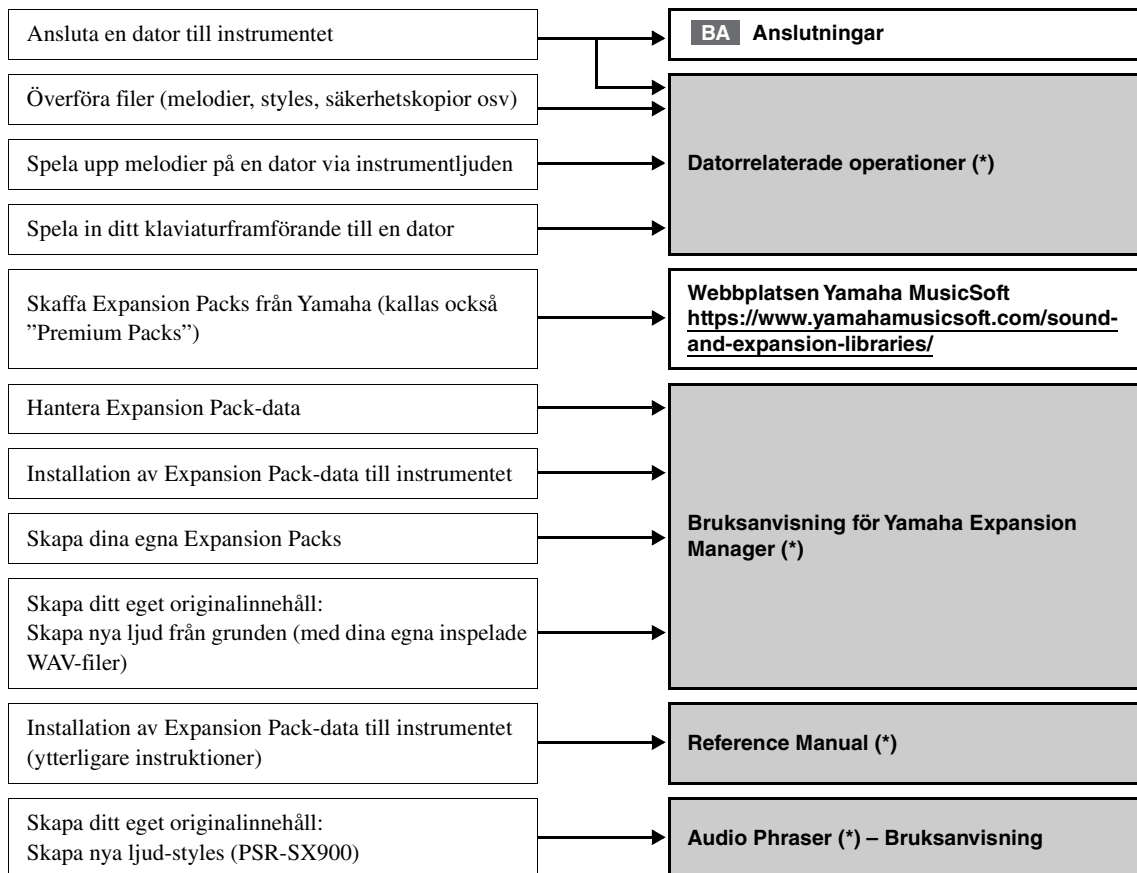 Ansluta en dator till instrumentet
BA Anslutningar
Överföra filer (melodier, styles, säkerhetskopior osv)
Spela upp melodier på en dator via instrumentljuden
Datorrelaterade operationer (*)
Spela in ditt klaviaturframförande till en dator
Skaffa Expansion Packs från Yamaha (kallas också
”Premium Packs”)
Webbplatsen Yamaha MusicSoft
https://www.yamahamusicsoft.com/sound-
and-expansion-libraries/
Hantera Expansion Pack-data
Installation av Expansion Pack-data till instrumentet
Skapa dina egna Expansion Packs
Bruksanvisning för Yamaha Expansion
Manager (*)
Skapa ditt eget originalinnehåll:
Skapa nya ljud från grunden (med dina egna inspelade
WAV-filer)
Installation av Expansion Pack-data till instrumentet
(ytterligare instruktioner)
Reference Manual (*)
Skapa ditt eget originalinnehåll:
Skapa nya ljud-styles (PSR-SX900)
Audio Phraser (*) – Bruksanvisning